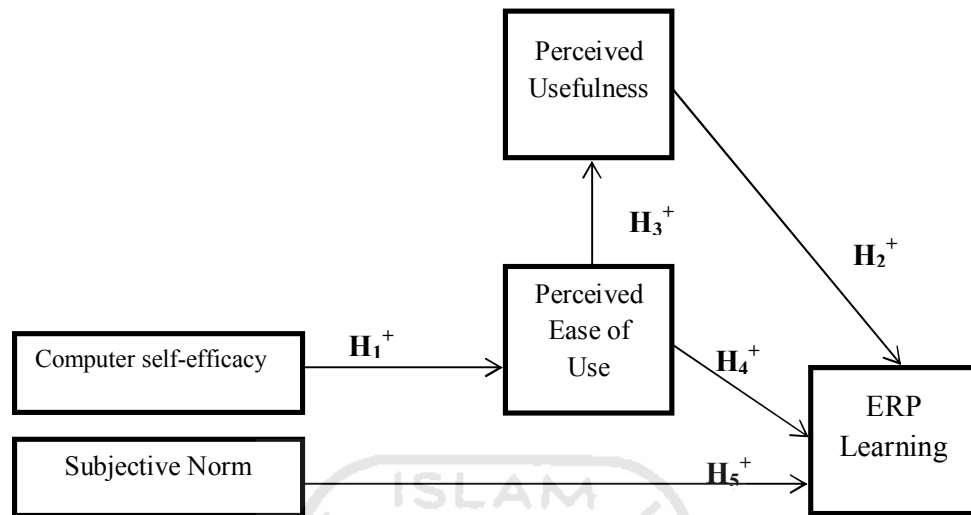 Perceived
Usefulness
H₃⁺
H₂⁺
Perceived
Ease of
Use
H₁⁺
Computer self-efficacy
H₄⁺
ERP
Learning
Subjective Norm
H₅⁺
ISLAM